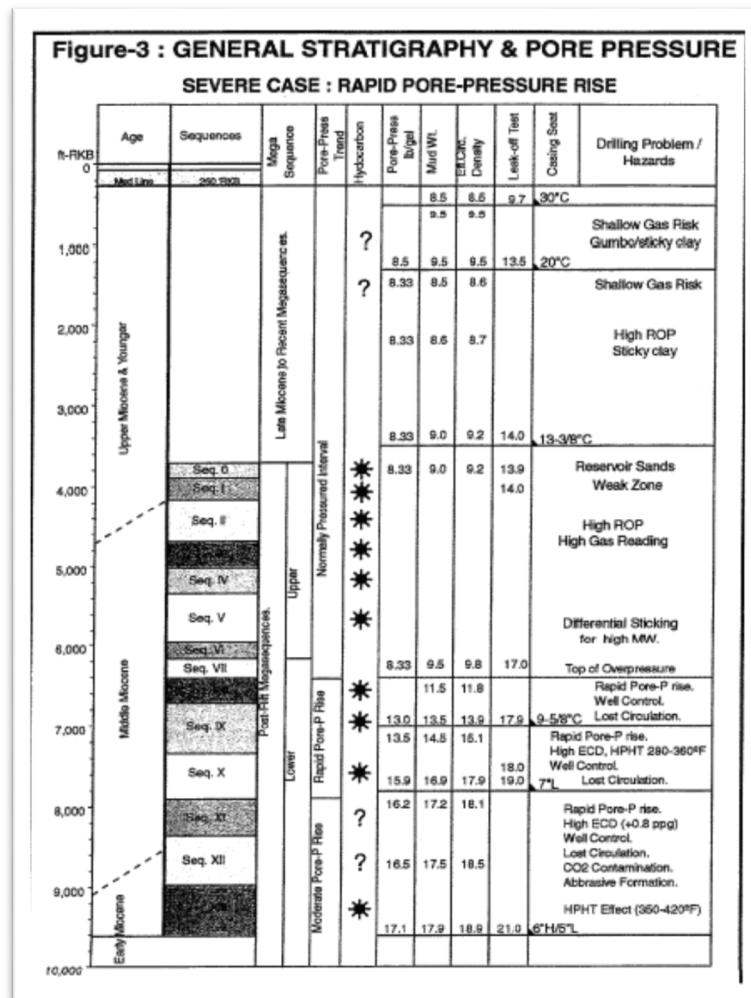 Figure-3 : GENERAL STRATIGRAPHY & PORE PRESSURE
SEVERE CASE : RAPID PORE-PRESSURE RISE
ft-RKB
Age
Sequences
Mega Sequence
Pore-Press Trend
Hydocarbon
Pore-Press lb/gal
Mud Wt.
Eff.Circ. Density
Leak-off Test
Casing Seat
Drilling Problem / Hazards
0
Mud Line
8.5 8.5 9.7 30"C
9.5 9.5
Shallow Gas Risk
Gumbo/sticky clay
?
1,000
8.5 9.5 9.5 13.5 20"C
?
8.33 8.5 8.6
Shallow Gas Risk
2,000
8.33 8.6 8.7
High ROP
Sticky clay
3,000
8.33 9.0 9.2 14.0 13-3/8"C
Upper Miocene & Younger
Late Miocene to Recent Megasequences.
Normally Pressured Interval
Seq. 0
8.33 9.0 9.2 13.9
Reservoir Sands
Seq. I
4,000
14.0
Weak Zone
Seq. II
High ROP
High Gas Reading
5,000
Seq. IV
Upper
Seq. V
Differential Sticking
for high MW.
6,000
Seq. VI
Seq. VII
8.33 9.5 9.8 17.0
Top of Overpressure
Middle Miocene
Post-Rift Megasequences.
11.5 11.8
Rapid Pore-P rise.
Well Control.
7,000
Seq. IX
13.0 13.5 13.9 17.9 9-5/8"C
Lost Circulation.
Lower
Rapid Pore-P Rise
13.5 14.5 15.1
Rapid Pore-P rise.
High ECD, HPHT 280-360ºF
Seq. X
18.0
Well Control.
15.9 16.9 17.9 19.0 7"L
Lost Circulation.
8,000
Seq. XI
?
16.2 17.2 18.1
Rapid Pore-P rise.
High ECD (+0.8 ppg)
Well Control.
Lost Circulation.
Seq. XII
?
16.5 17.5 18.5
CO2 Contamination.
Abbrasive Formation.
9,000
Moderate Pore-P Rise
HPHT Effect (350-420ºF)
Early Miocene
17.1 17.9 18.9 21.0 6"H/5"L
10,000